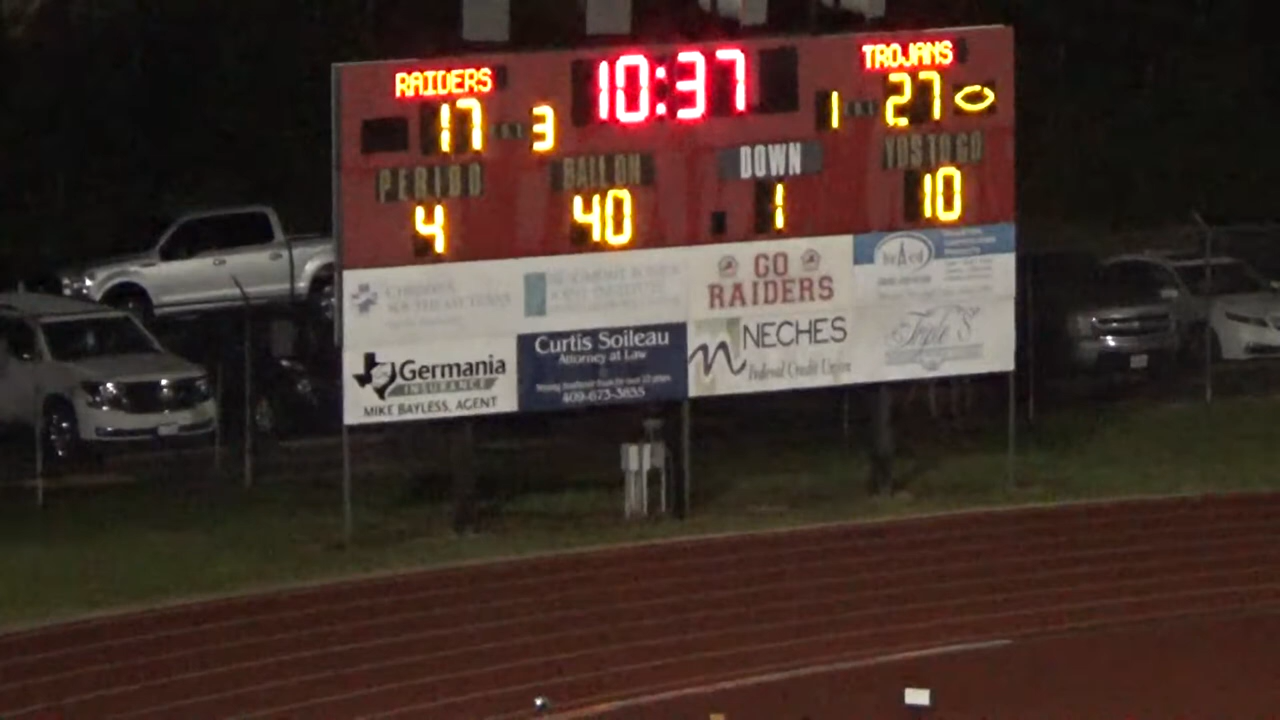 RAIDERS
10:37
TROJANS
17
3
1
27
PERIOD
BALL ON
DOWN
YDS TO GO
4
40
1
10
GO
RAIDERS
Germania
INSURANCE
MIKE BAYLESS, AGENT
Curtis Soileau
Attorney at Law
409-673-3855
NECHES
Federal Credit Union
Triple S